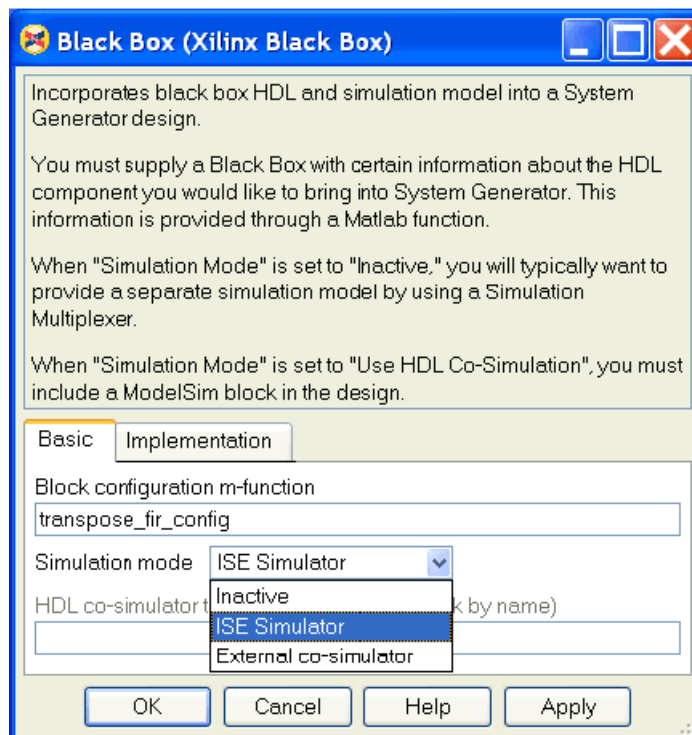 Black Box (Xilinx Black Box)
Incorporates black box HDL and simulation model into a System
Generator design.
You must supply a Black Box with certain information about the HDL
component you would like to bring into System Generator. This
information is provided through a Matlab function.
When "Simulation Mode" is set to "Inactive," you will typically want to
provide a separate simulation model by using a Simulation
Multiplexer.
When "Simulation Mode" is set to "Use HDL Co-Simulation", you must
include a ModelSim block in the design.
Basic Implementation
Block configuration m-function
transpose_fir_config
Simulation mode ISE Simulator
Inactive
HDL co-simulator by name)
ISE Simulator
External co-simulator
OK Cancel Help Apply